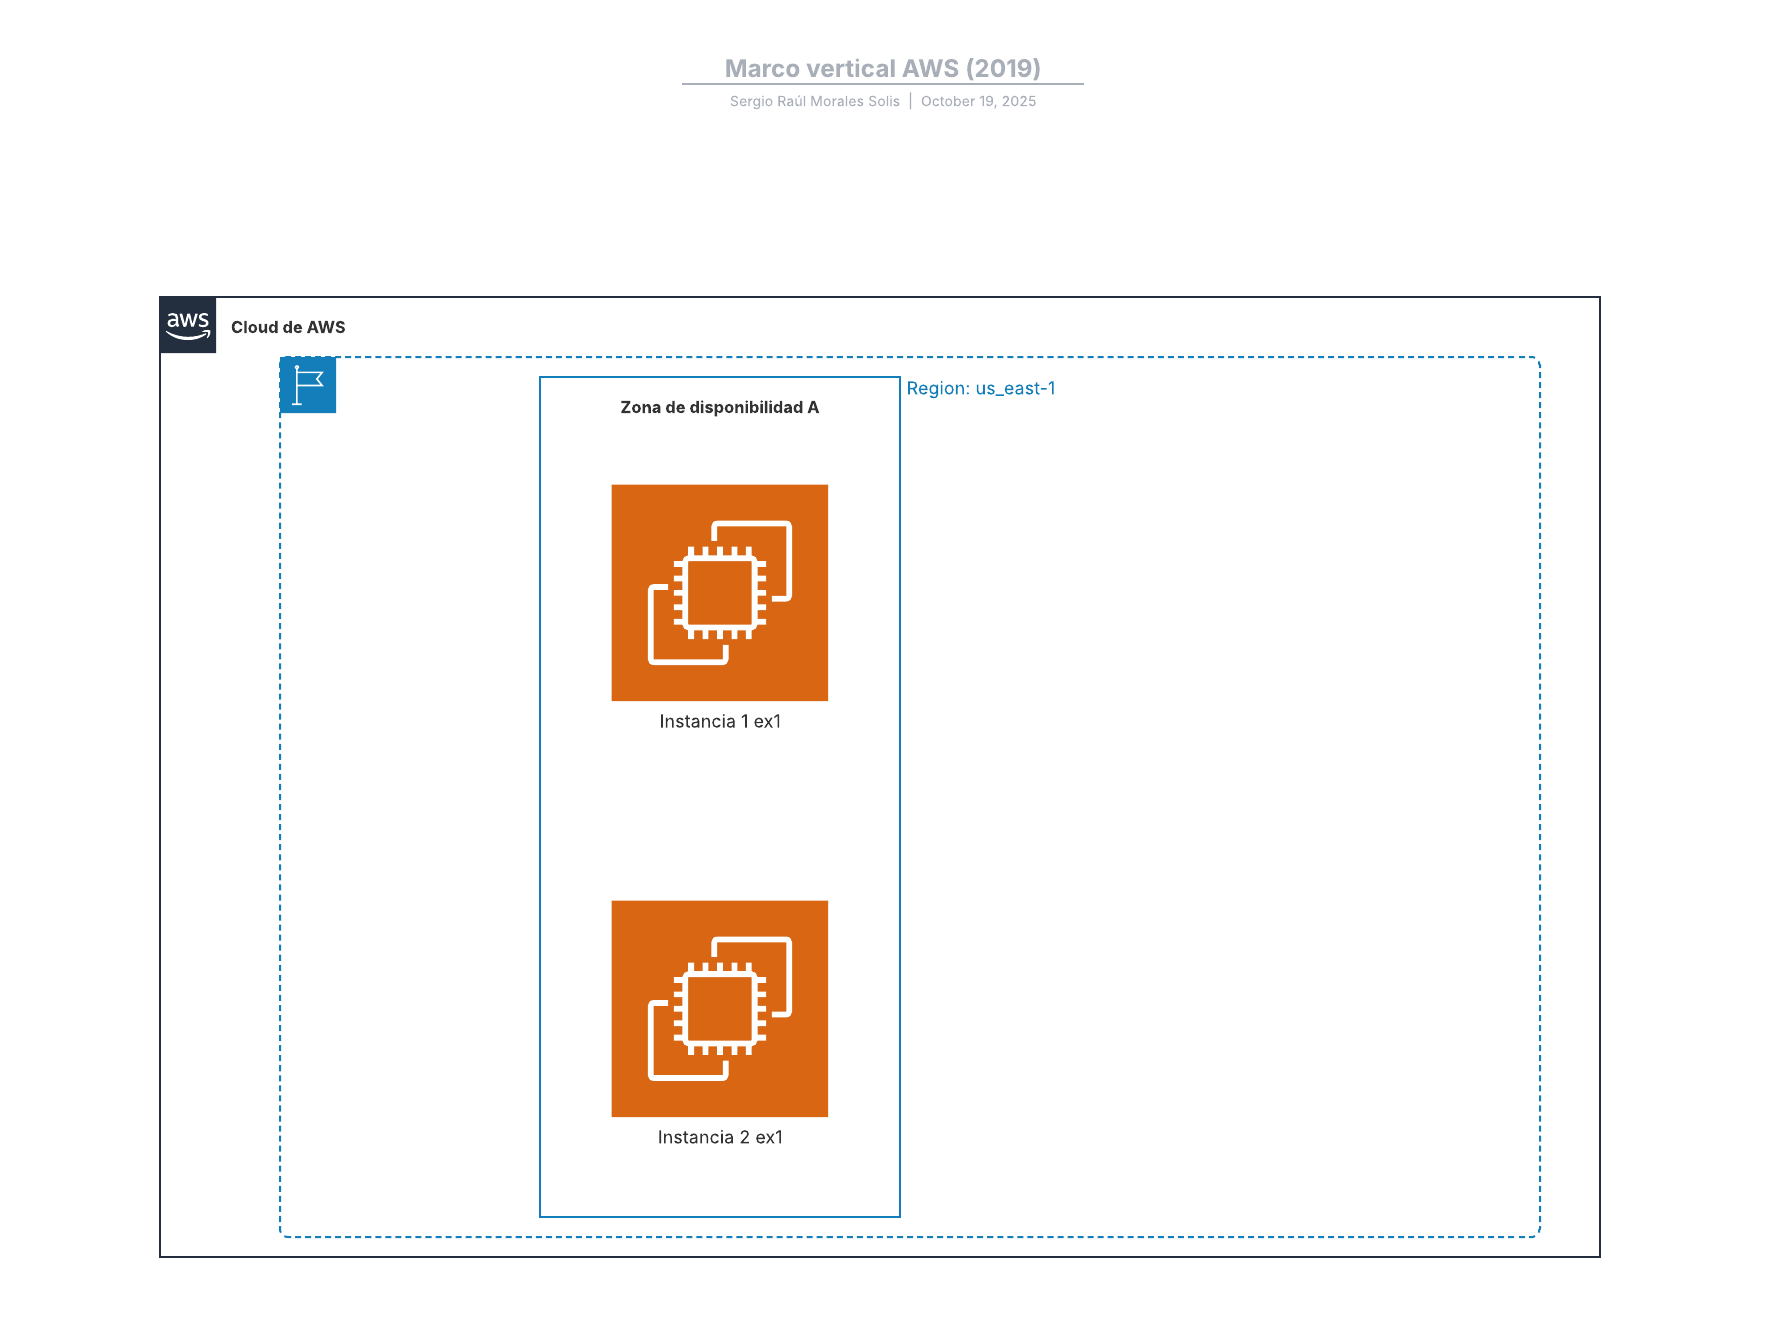 Marco vertical AWS (2019)
Sergio Raúl Morales Solis | October 19, 2025
aws
Cloud de AWS
Region: us_east-1
Zona de disponibilidad A
Instancia 1 ex1
Instancia 2 ex1